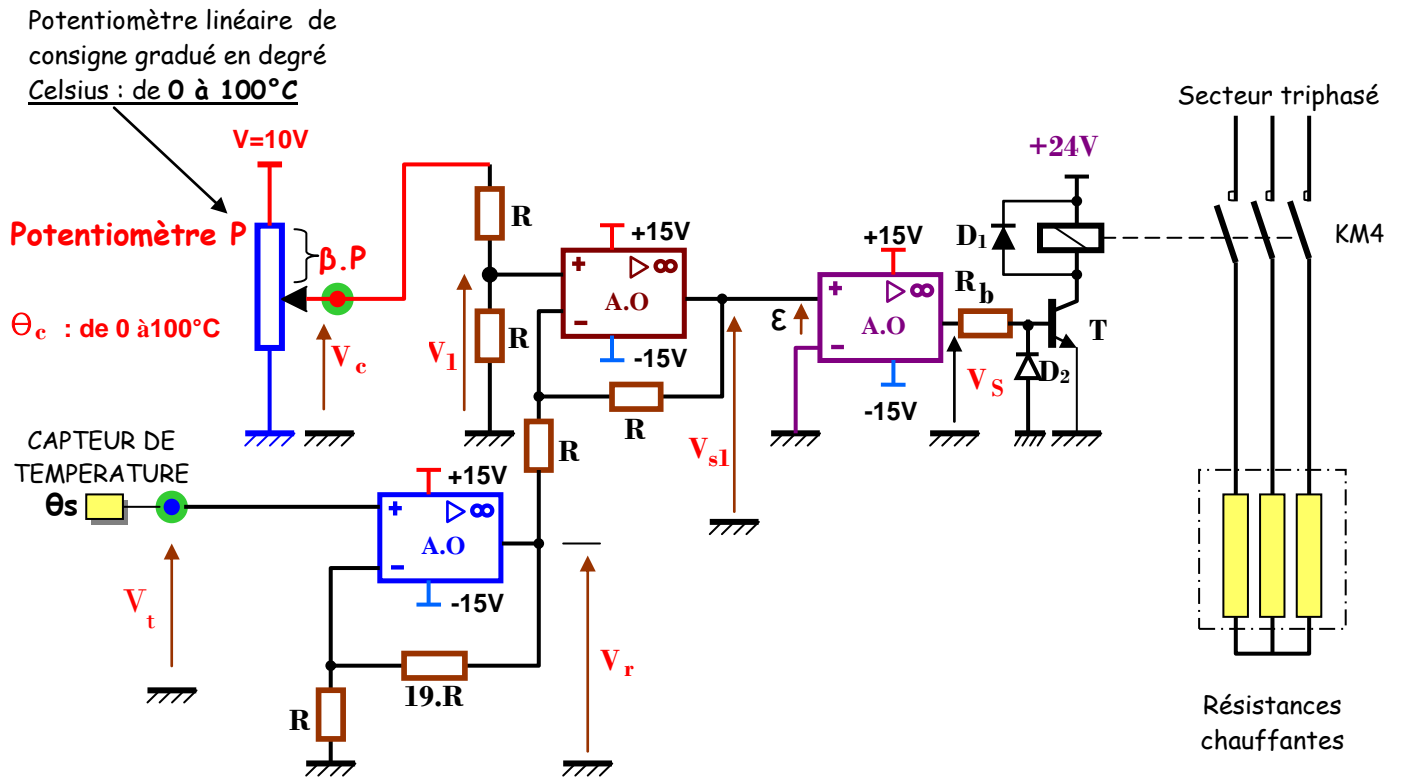 Potentiomètre linéaire de
consigne gradué en degré
Celsius : de 0 à 100°C
V=10V
Potentiomètre P
β.P
Θc : de 0 à100°C
Vc
R
V1
R
+
-
▷∞
A.O
+15V
-15V
R
R
Vs1
ε
+
-
▷∞
A.O
+15V
-15V
Rb
VS
D1
D2
T
+24V
Secteur triphasé
KM4
CAPTEUR DE
TEMPERATURE
θs
Vt
+
-
▷∞
A.O
+15V
-15V
19.R
R
Vr
Résistances
chauffantes